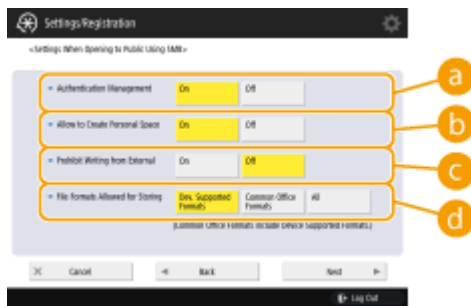 Settings/Registration
<Settings When Opening to Public Using SMB>
Authentication Management On Off a
Allow to Create Personal Space On Off b
Prohibit Writing from External On Off c
File Formats Allowed for Storing Dev. Supported Formats Common Office Formats All d
(Common Office Formats include Device Supported Formats.)
Cancel Back Next
Log Out